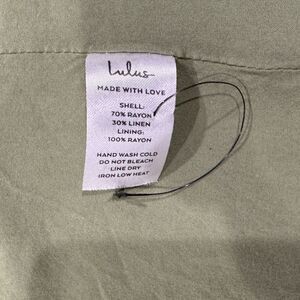 Lulus
MADE WITH LOVE
SHELL:
70% RAYON
30% LINEN
LINING:
100% RAYON
HAND WASH COLD
DO NOT BLEACH
LINE DRY
IRON LOW HEAT